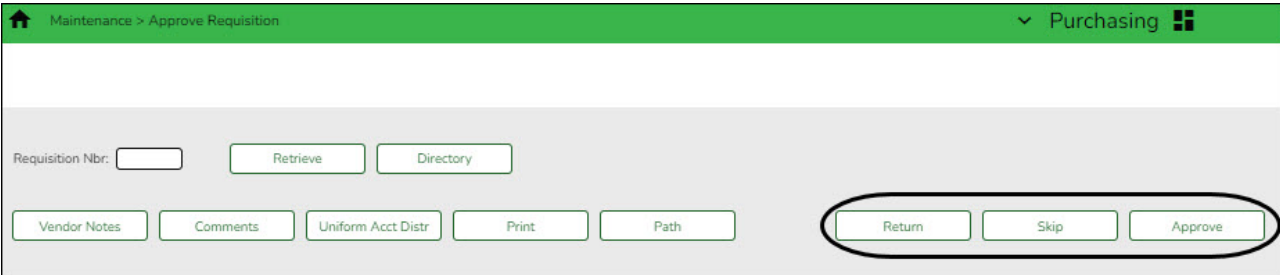 Maintenance > Approve Requisition
Purchasing
Requisition Nbr:
Retrieve
Directory
Vendor Notes
Comments
Uniform Acct Distr
Print
Path
Return
Skip
Approve